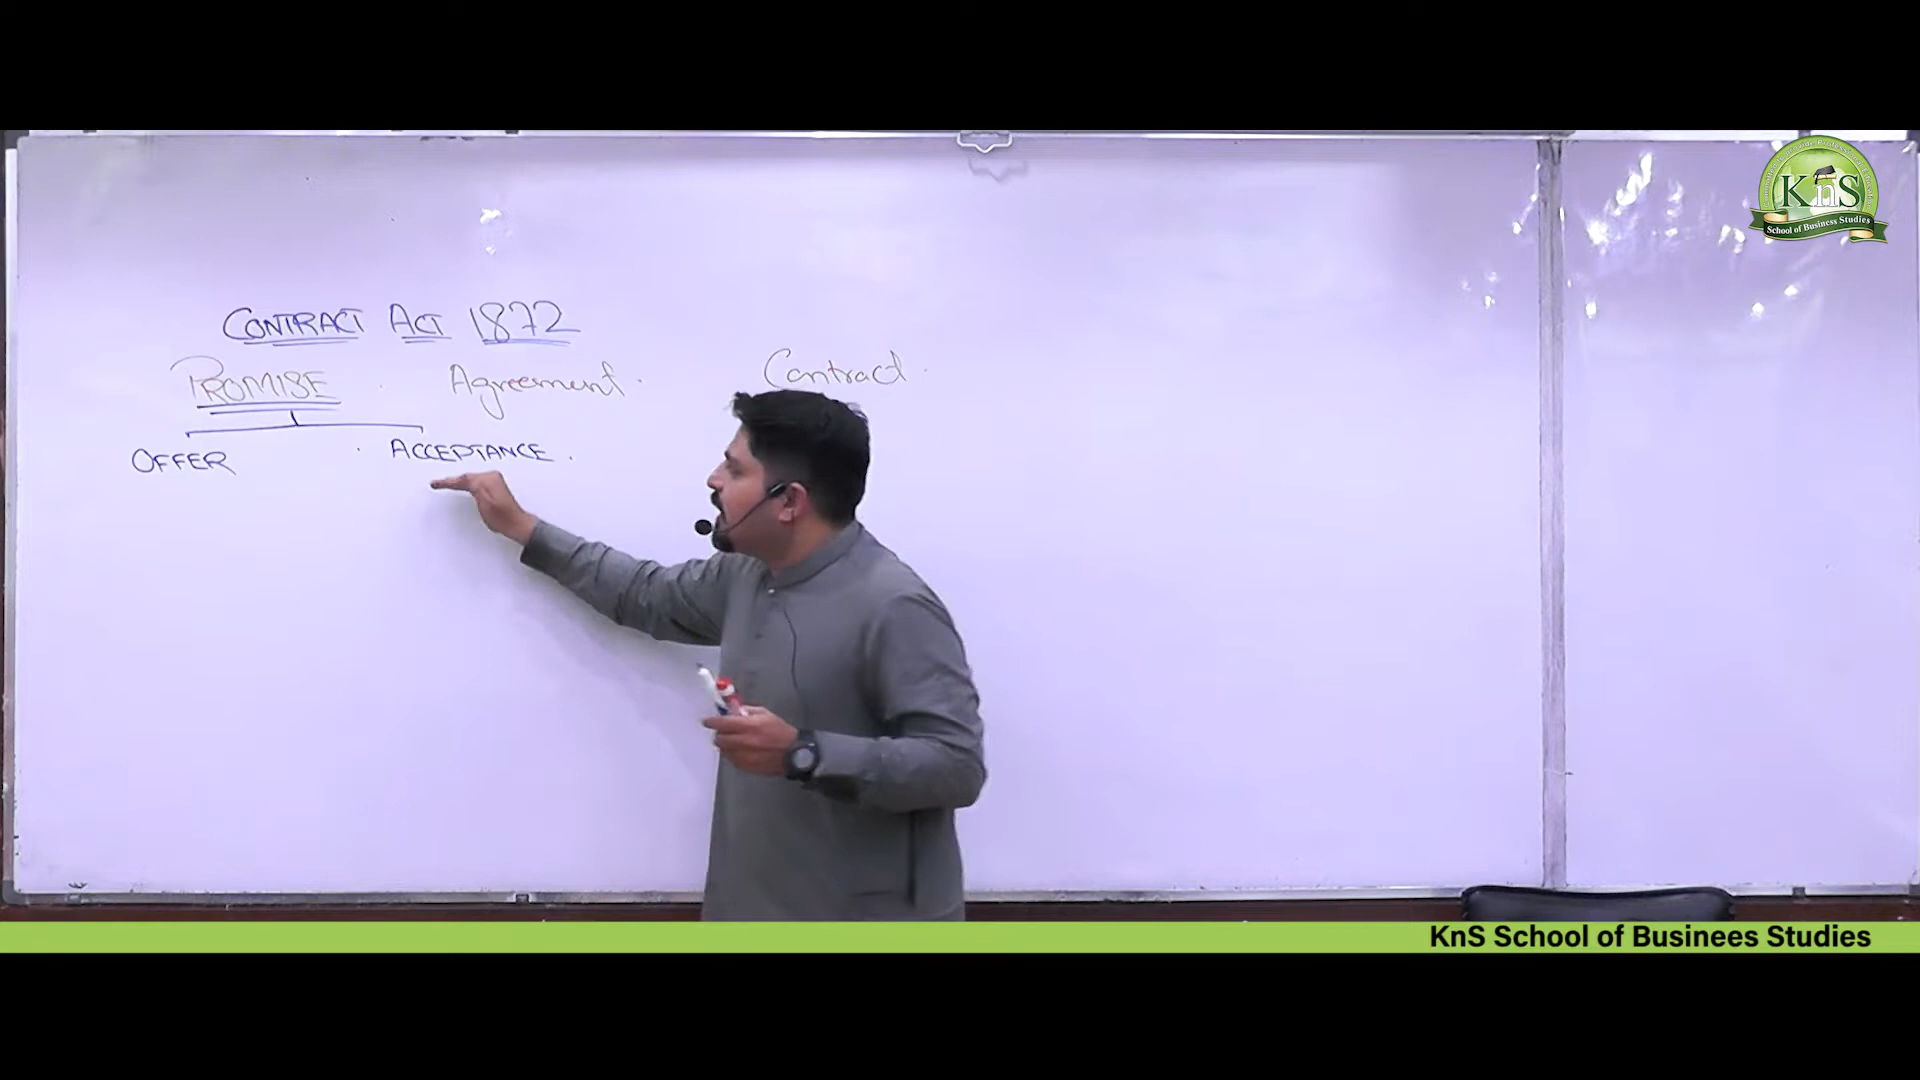 CONTRACT ACT 1872
PROMISE . Agreement . Contract .
OFFER . ACCEPTANCE .
KnS
School of Business Studies
KnS School of Businees Studies